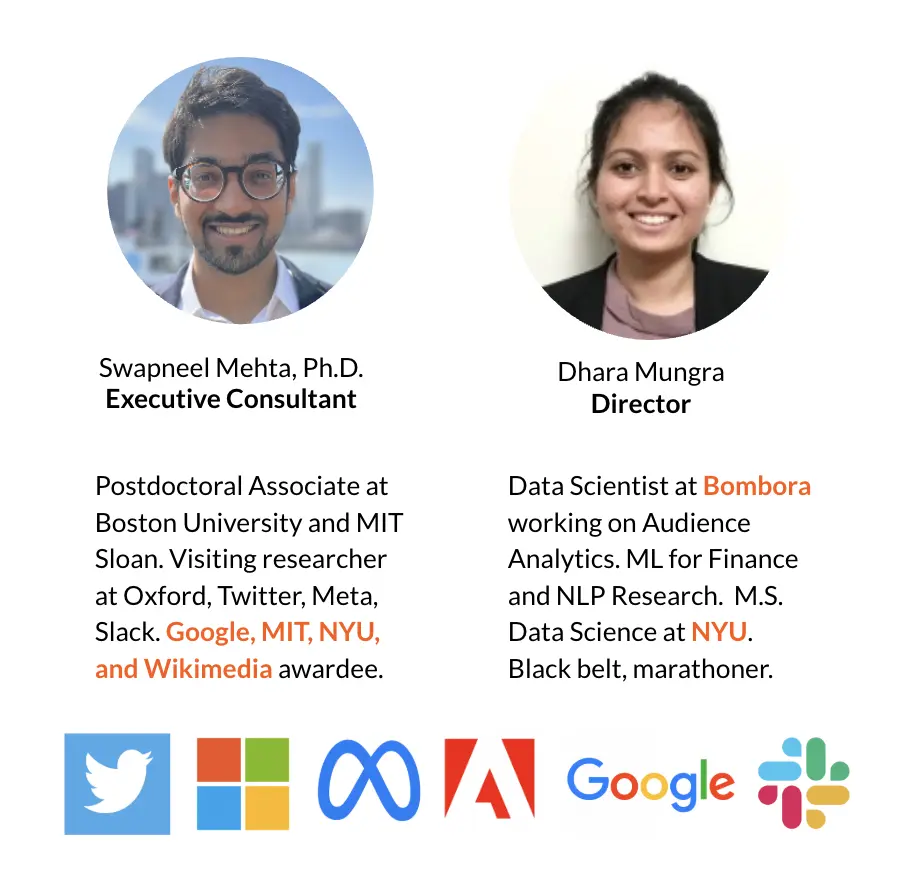 Swapneel Mehta, Ph.D.
Executive Consultant
Postdoctoral Associate at
Boston University and MIT
Sloan. Visiting researcher
at Oxford, Twitter, Meta,
Slack. Google, MIT, NYU,
and Wikimedia awardee.
Dhara Mungra
Director
Data Scientist at Bombora
working on Audience
Analytics. ML for Finance
and NLP Research. M.S.
Data Science at NYU.
Black belt, marathoner.
Google